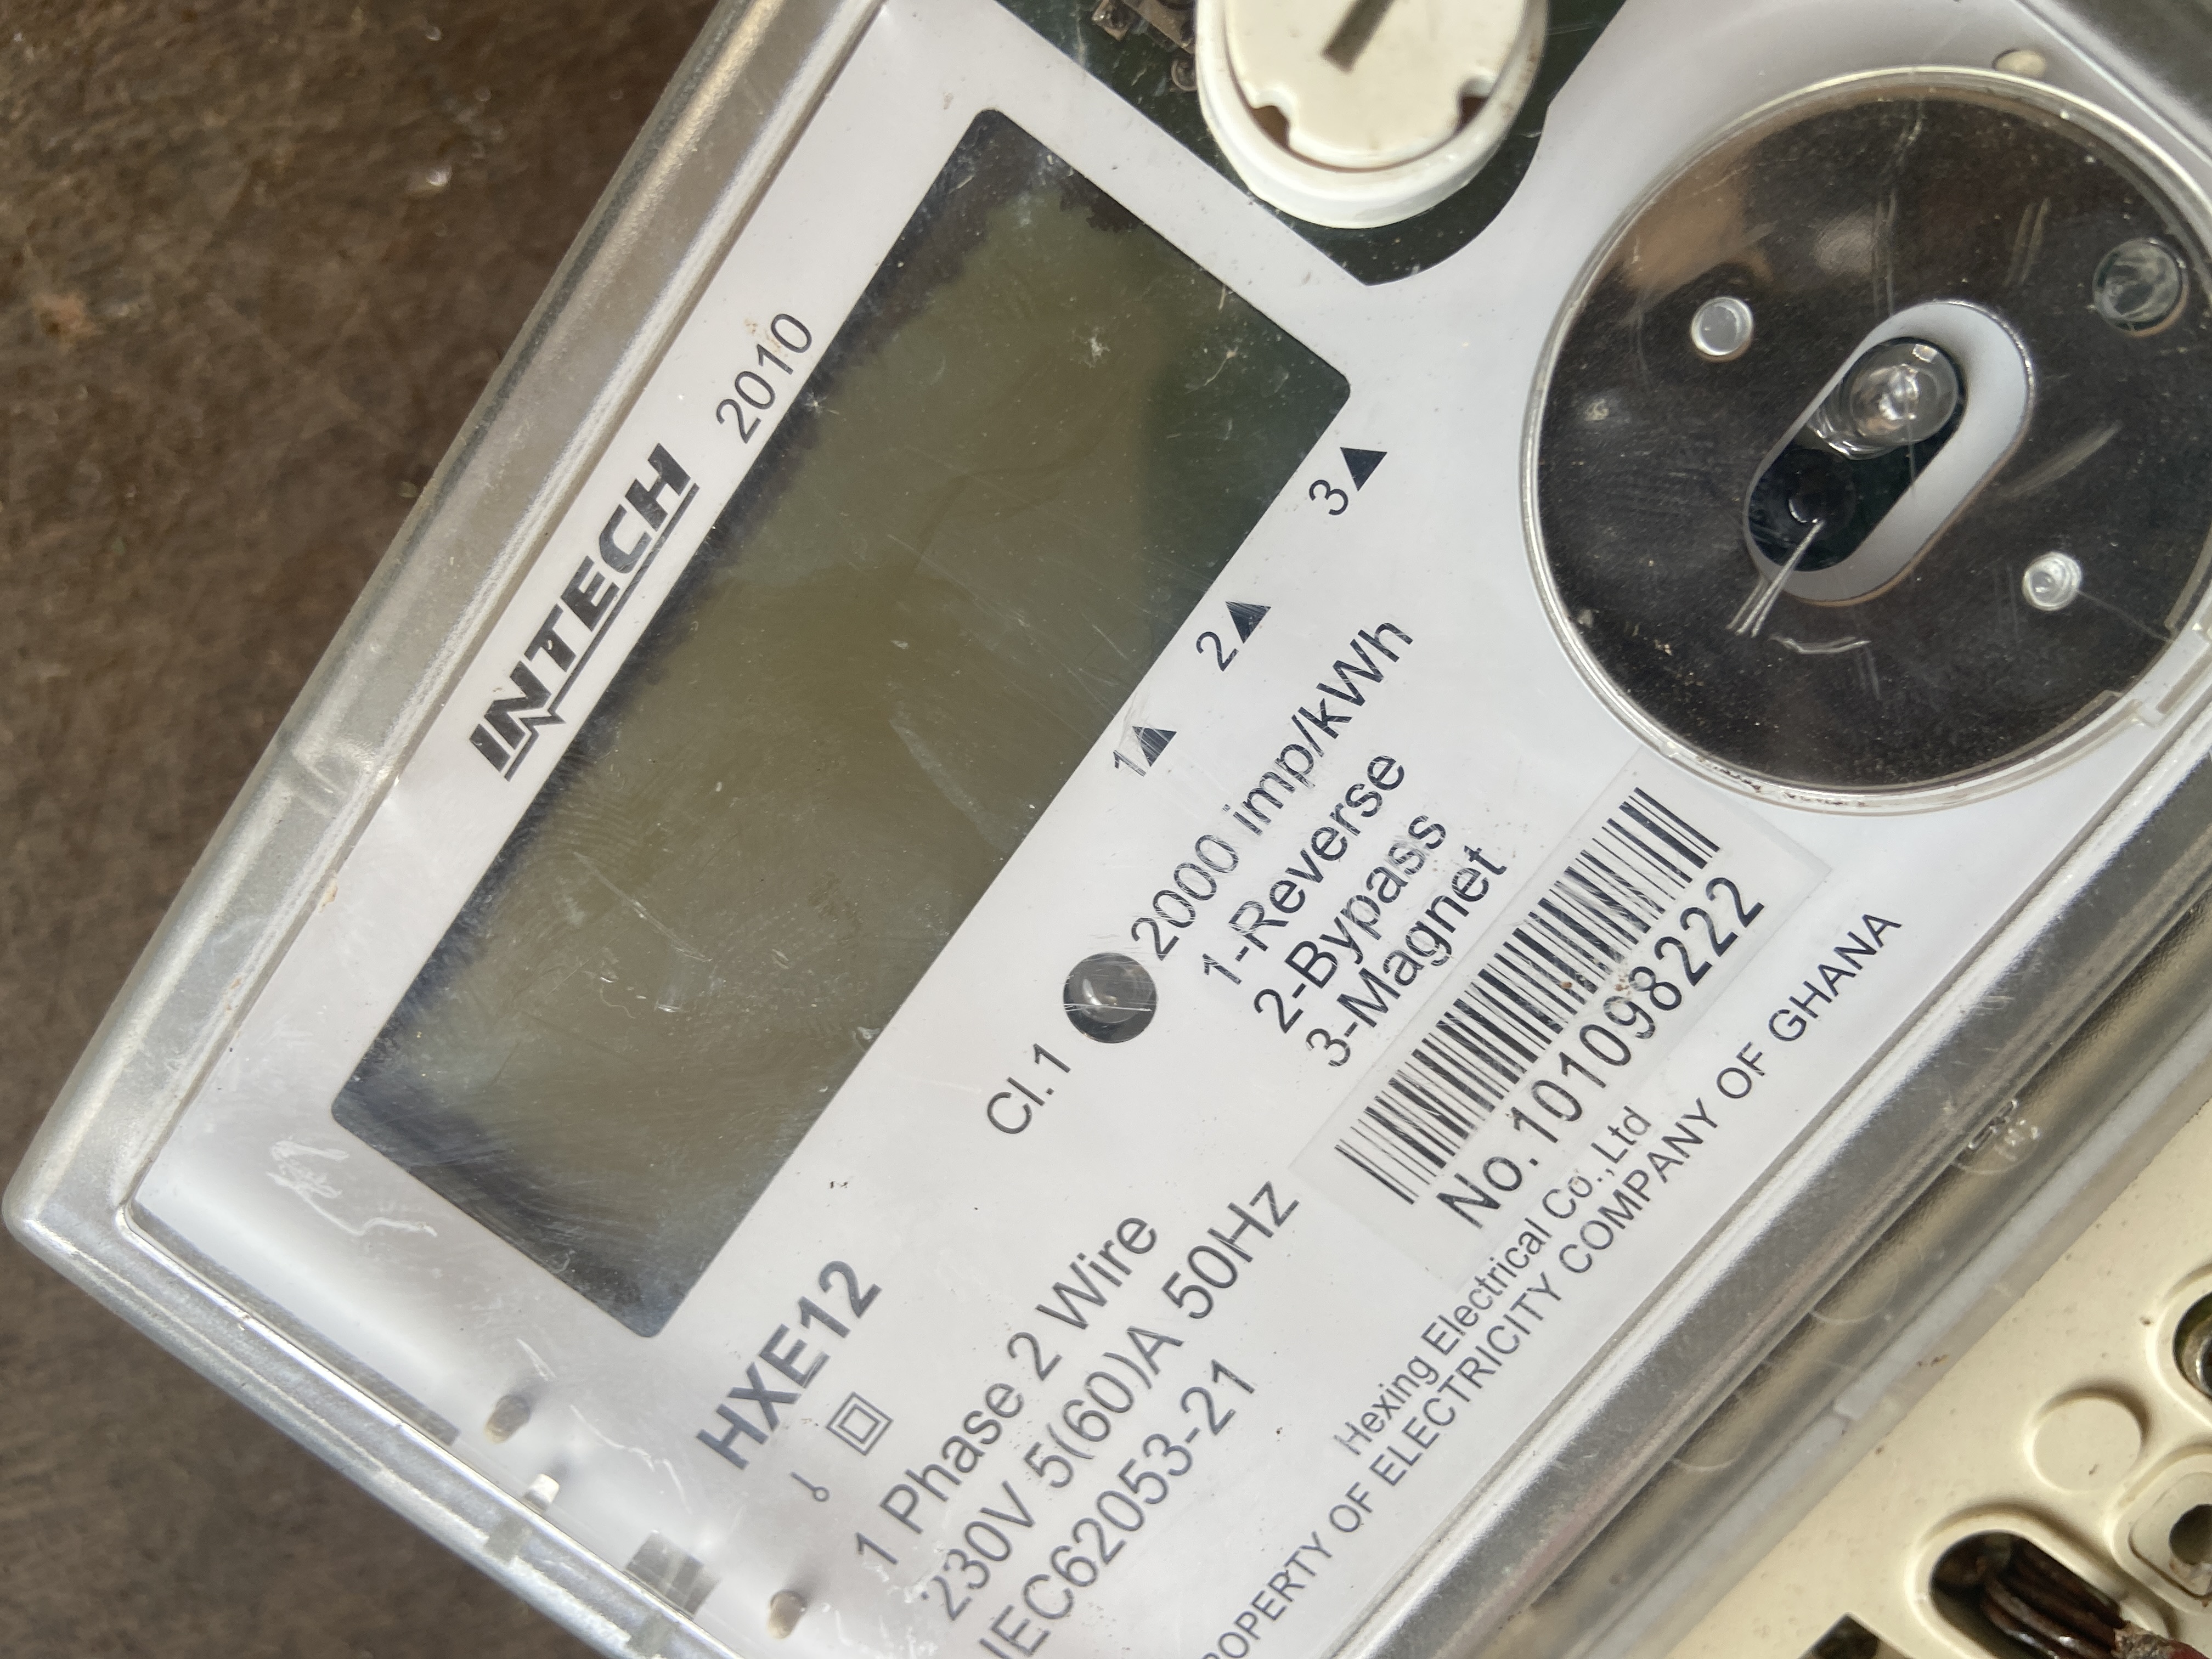 INTECH 2010
HXE12
1 Phase 2 Wire
230V 5(60)A 50Hz
IEC62053-21
Cl.1 2000 imp/kWh
1▲ 2▲ 3▲
1-Reverse
2-Bypass
3-Magnet
No.101098222
Hexing Electrical Co.,Ltd
OF ELECTRICITY COMPANY OF GHANA